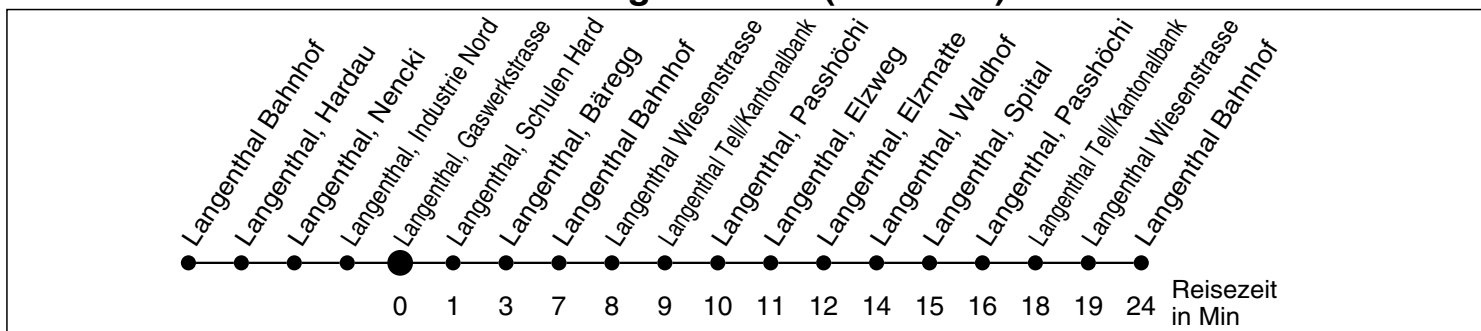 Langenthal Bahnhof
Langenthal, Hardau
Langenthal, Nencki
Langenthal, Industrie Nord
Langenthal, Gaswerkstrasse
Langenthal, Schulen Hard
Langenthal, Bäregg
Langenthal Bahnhof
Langenthal Wiesenstrasse
Langenthal Tell/Kantonalbank
Langenthal, Passhöchi
Langenthal, Elzweg
Langenthal, Elzmatte
Langenthal, Waldhof
Langenthal, Spital
Langenthal, Passhöchi
Langenthal Tell/Kantonalbank
Langenthal Wiesenstrasse
Langenthal Bahnhof
0 1 3 7 8 9 10 11 12 14 15 16 18 19 24 Reisezeit
in Min